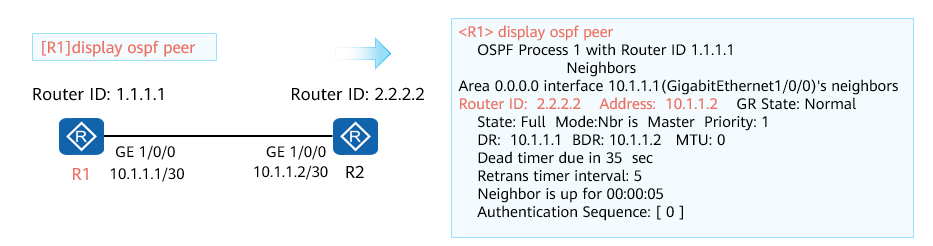 [R1]display ospf peer
Router ID: 1.1.1.1
Router ID: 2.2.2.2
R
R
GE 1/0/0
GE 1/0/0
R1
10.1.1.1/30
10.1.1.2/30
R2
<R1> display ospf peer
OSPF Process 1 with Router ID 1.1.1.1
Neighbors
Area 0.0.0.0 interface 10.1.1.1(GigabitEthernet1/0/0)'s neighbors
Router ID: 2.2.2.2 Address: 10.1.1.2 GR State: Normal
State: Full Mode:Nbr is Master Priority: 1
DR: 10.1.1.1 BDR: 10.1.1.2 MTU: 0
Dead timer due in 35 sec
Retrans timer interval: 5
Neighbor is up for 00:00:05
Authentication Sequence: [ 0 ]